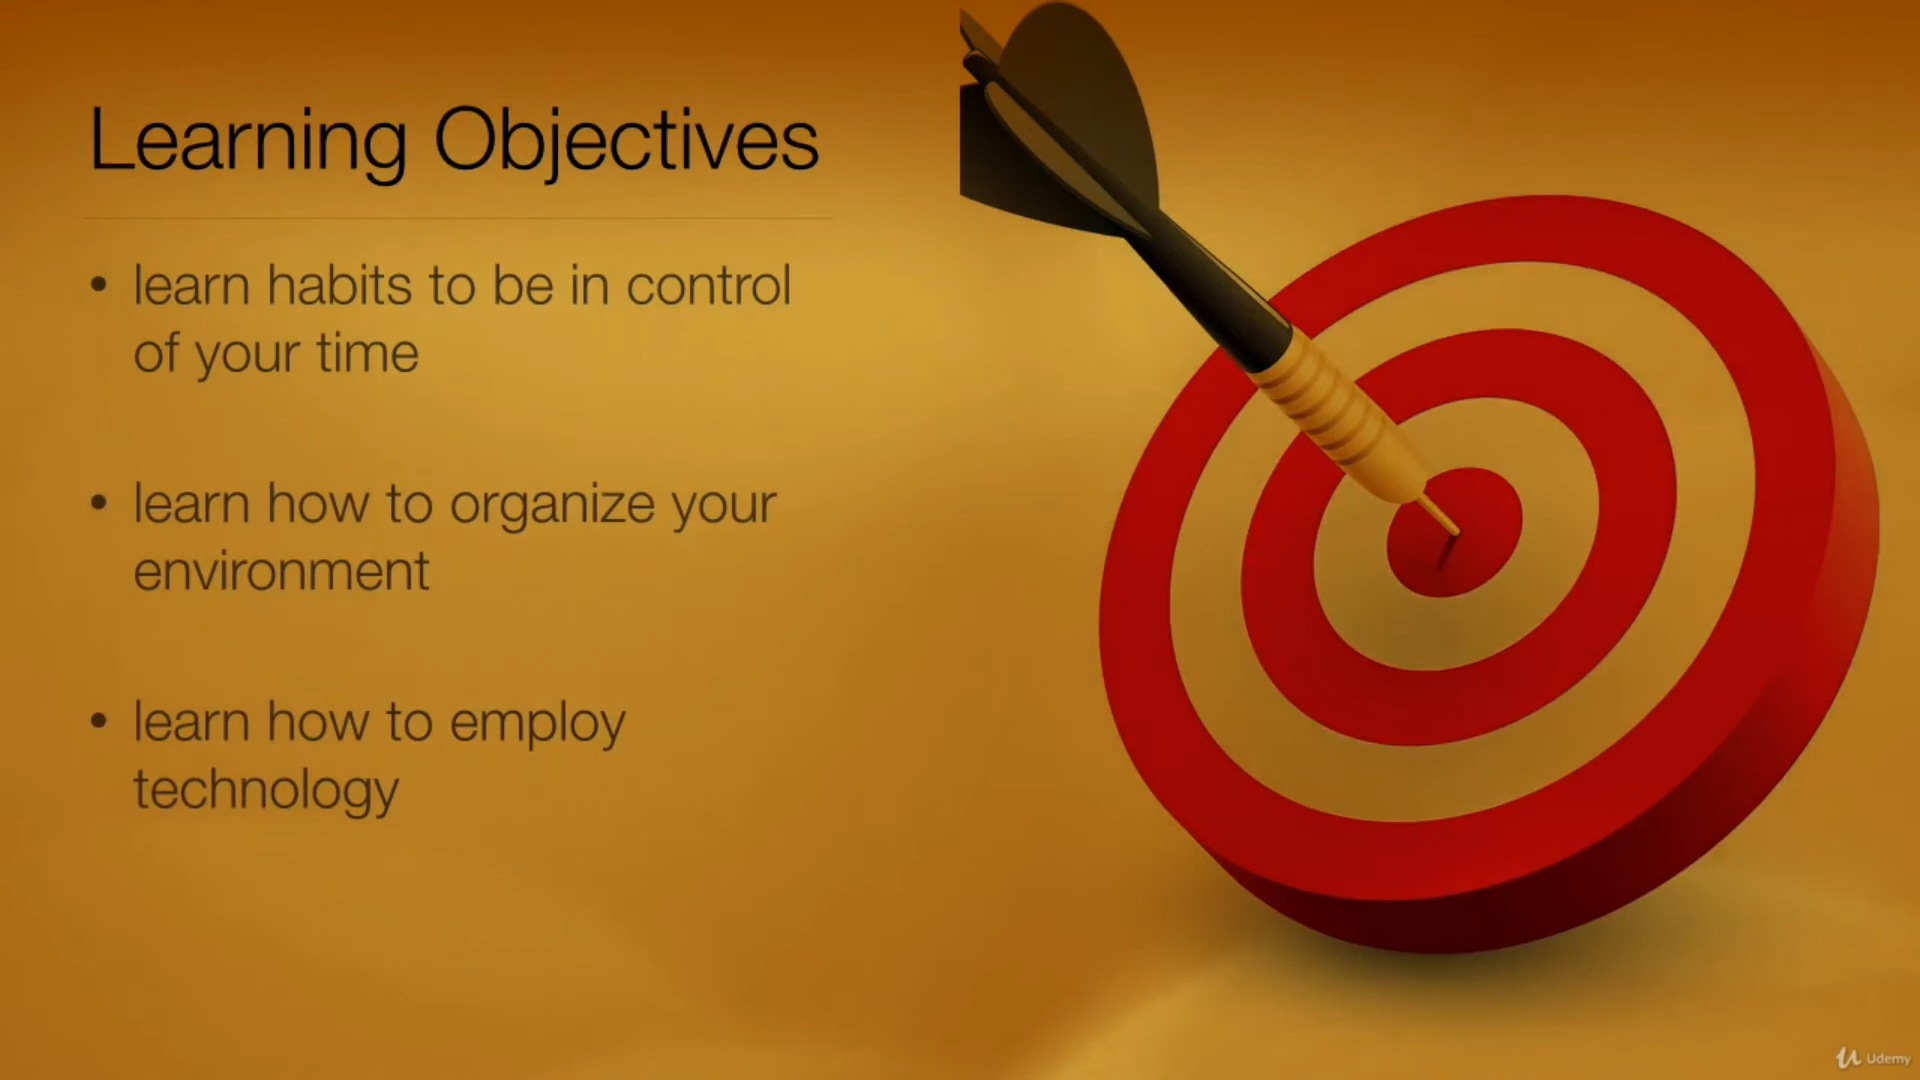 Learning Objectives
• learn habits to be in control
of your time
• learn how to organize your
environment
• learn how to employ
technology
Udemy